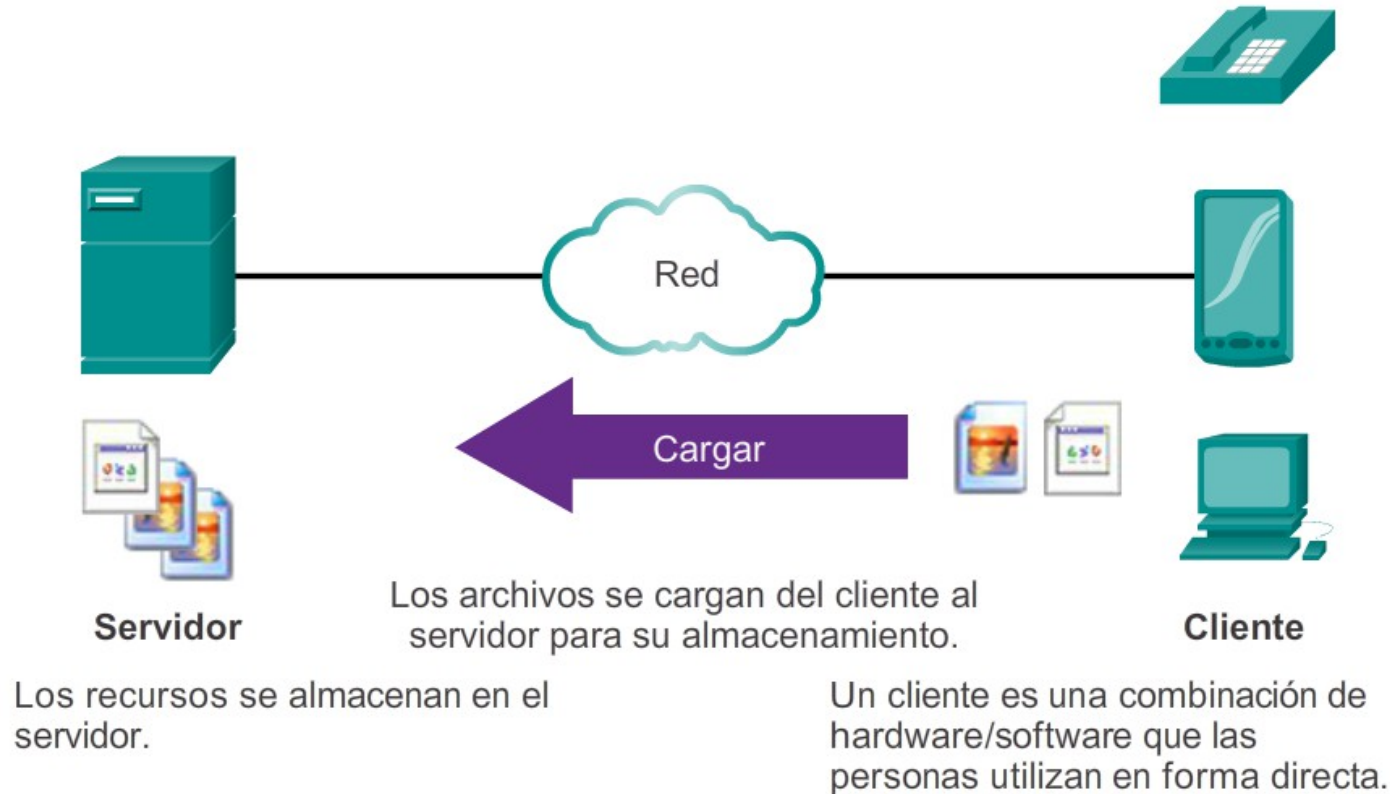 Red
Cargar
Los archivos se cargan del cliente al
servidor para su almacenamiento.
Servidor
Cliente
Los recursos se almacenan en el
servidor.
Un cliente es una combinación de
hardware/software que las
personas utilizan en forma directa.